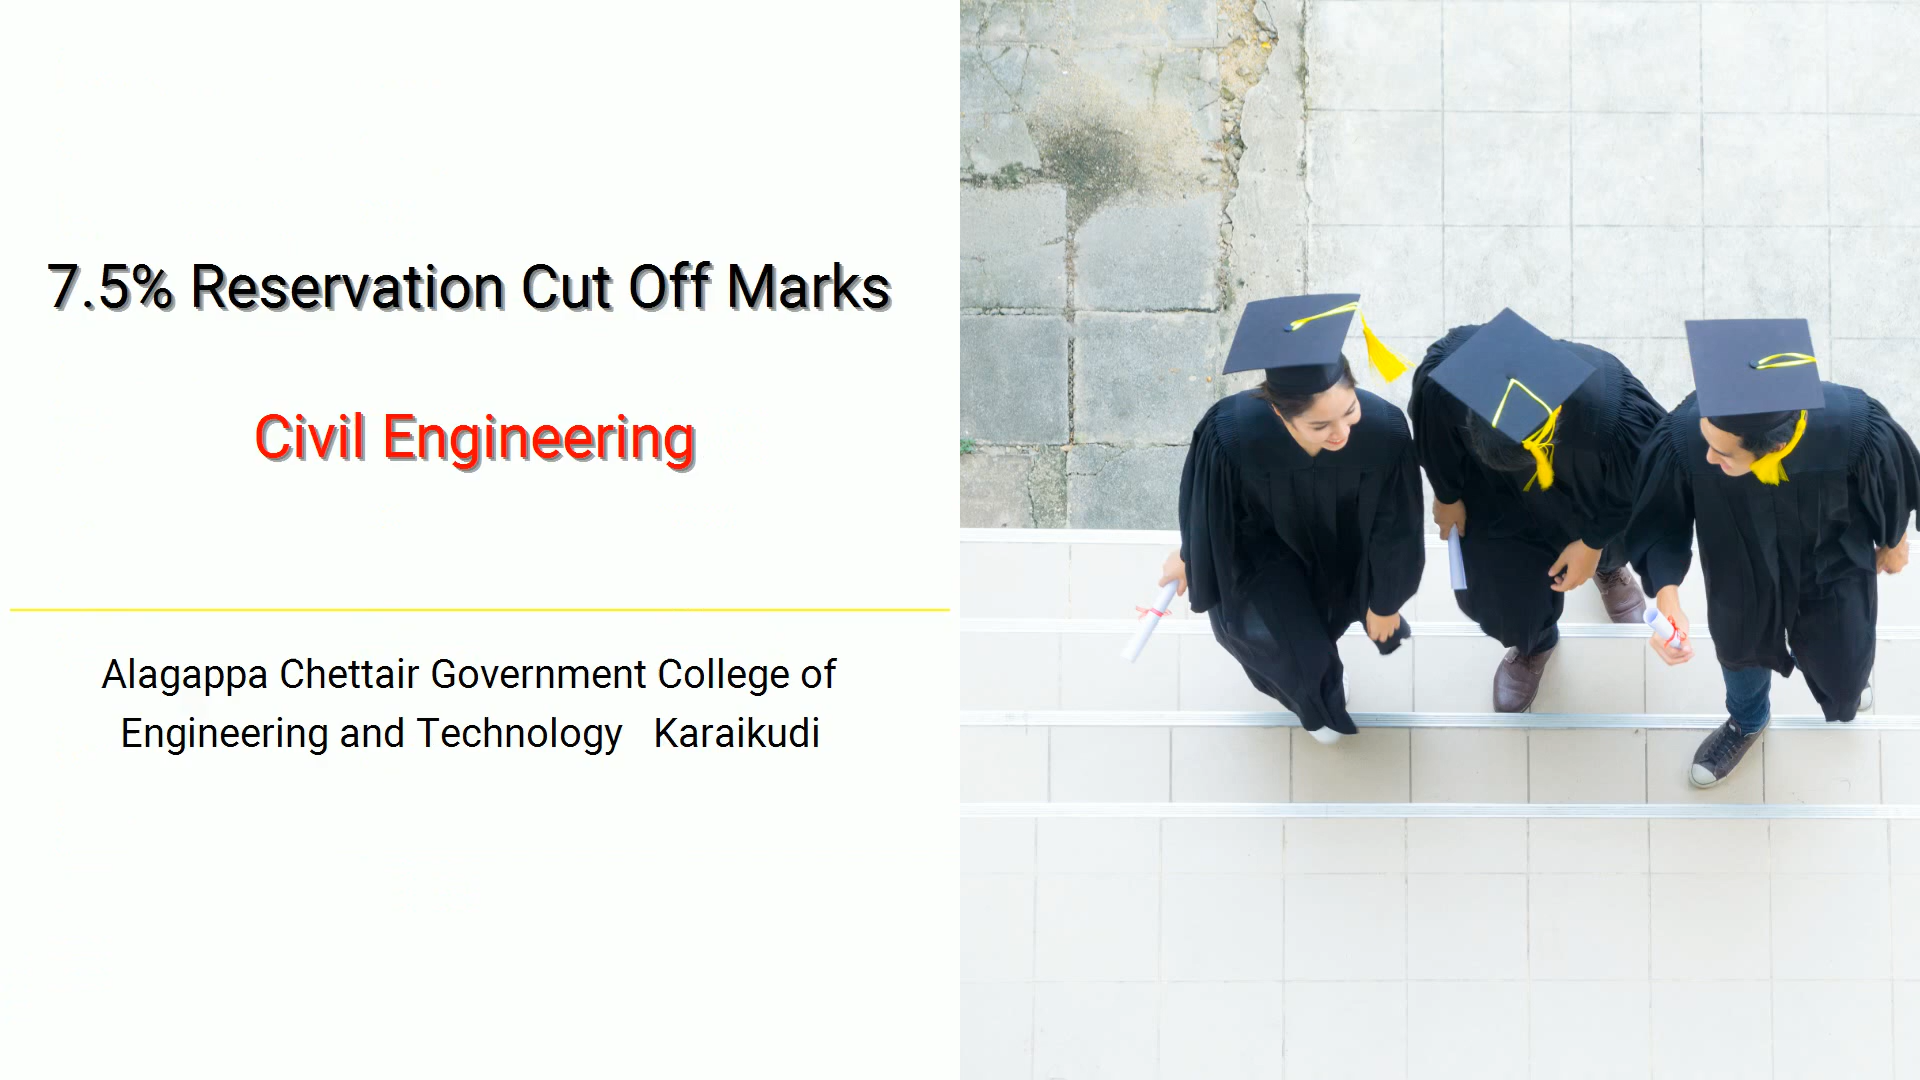 7.5% Reservation Cut Off Marks
Civil Engineering
Alagappa Chettair Government College of
Engineering and Technology Karaikudi